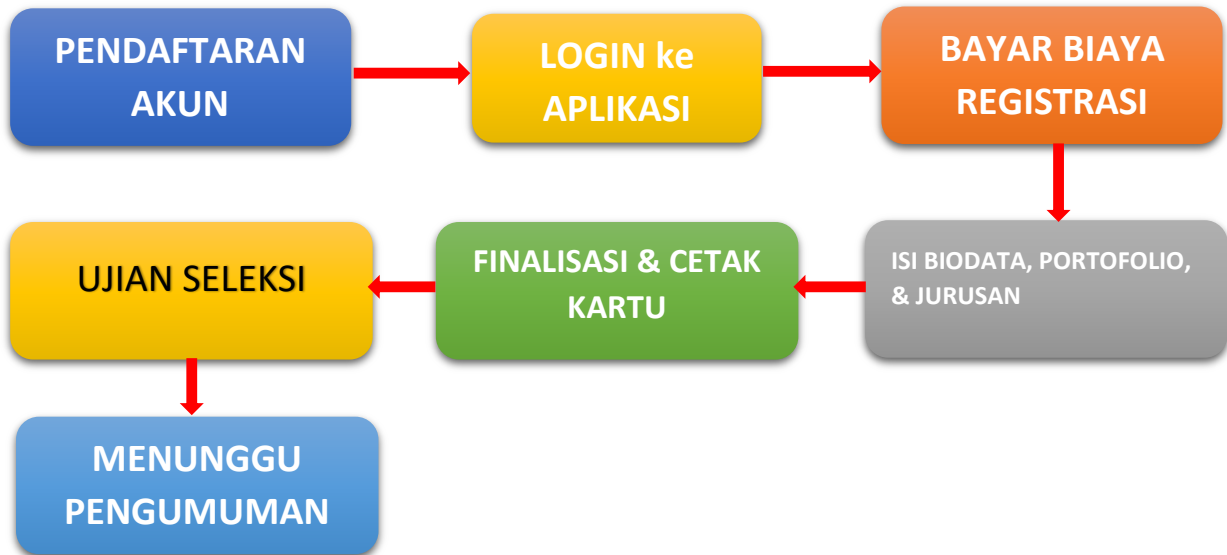 PENDAFTARAN
AKUN
LOGIN ke
APLIKASI
BAYAR BIAYA
REGISTRASI
ISI BIODATA, PORTOFOLIO,
& JURUSAN
FINALISASI & CETAK
KARTU
UJIAN SELEKSI
MENUNGGU
PENGUMUMAN